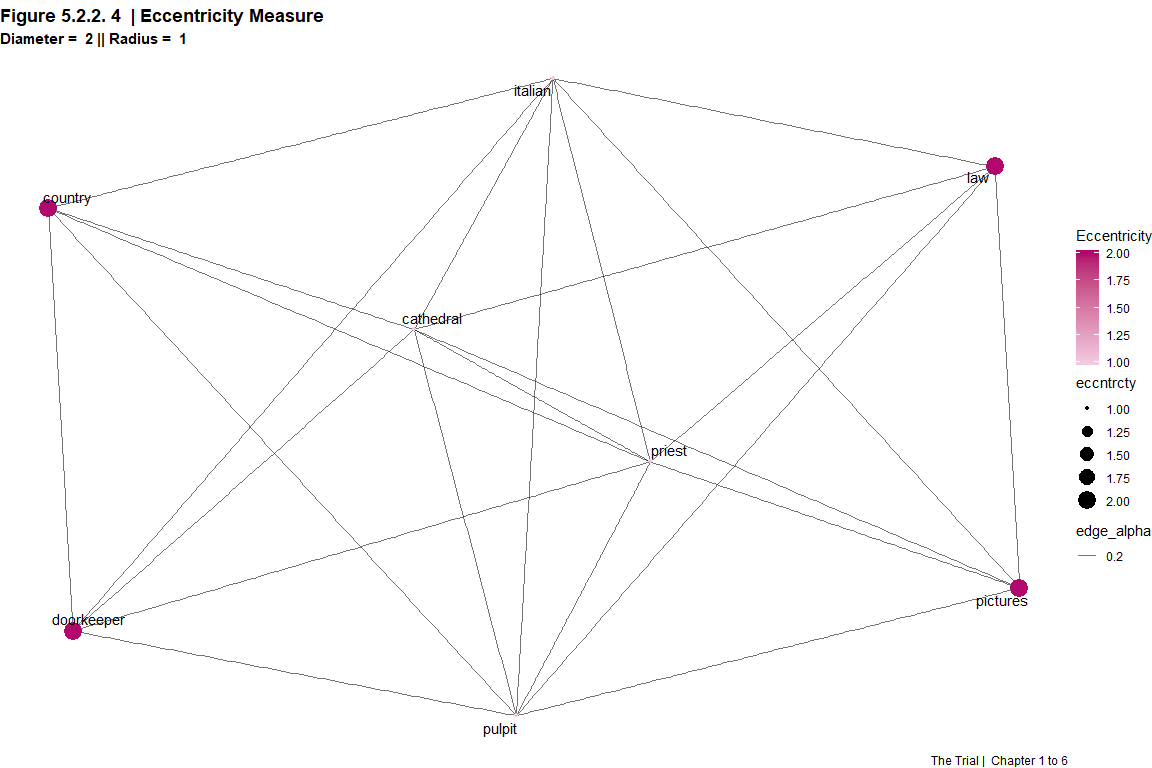 Figure 5.2.2. 4 | Eccentricity Measure
Diameter = 2 || Radius = 1
italian
law
country
cathedral
priest
pictures
doorkeeper
pulpit
Eccentricity
2.00
1.75
1.50
1.25
1.00
eccntrcty
1.00
1.25
1.50
1.75
2.00
edge_alpha
0.2
The Trial | Chapter 1 to 6